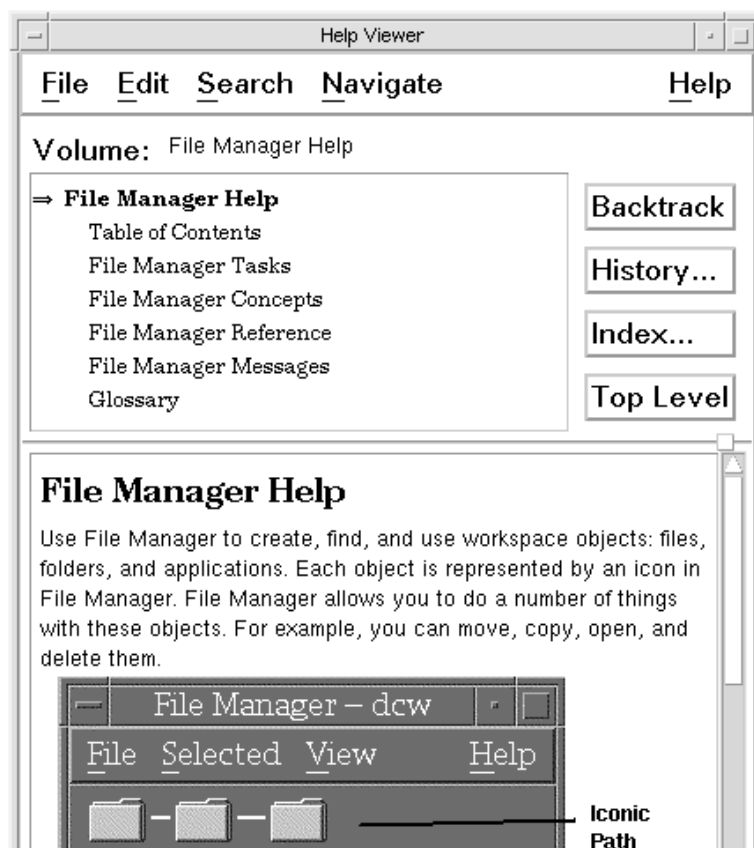 Help Viewer
File Edit Search Navigate Help
Volume: File Manager Help
⇒ File Manager Help
Table of Contents
File Manager Tasks
File Manager Concepts
File Manager Reference
File Manager Messages
Glossary
Backtrack
History...
Index...
Top Level
File Manager Help
Use File Manager to create, find, and use workspace objects: files,
folders, and applications. Each object is represented by an icon in
File Manager. File Manager allows you to do a number of things
with these objects. For example, you can move, copy, open, and
delete them.
File Manager – dcw
File Selected View Help
Iconic
Path